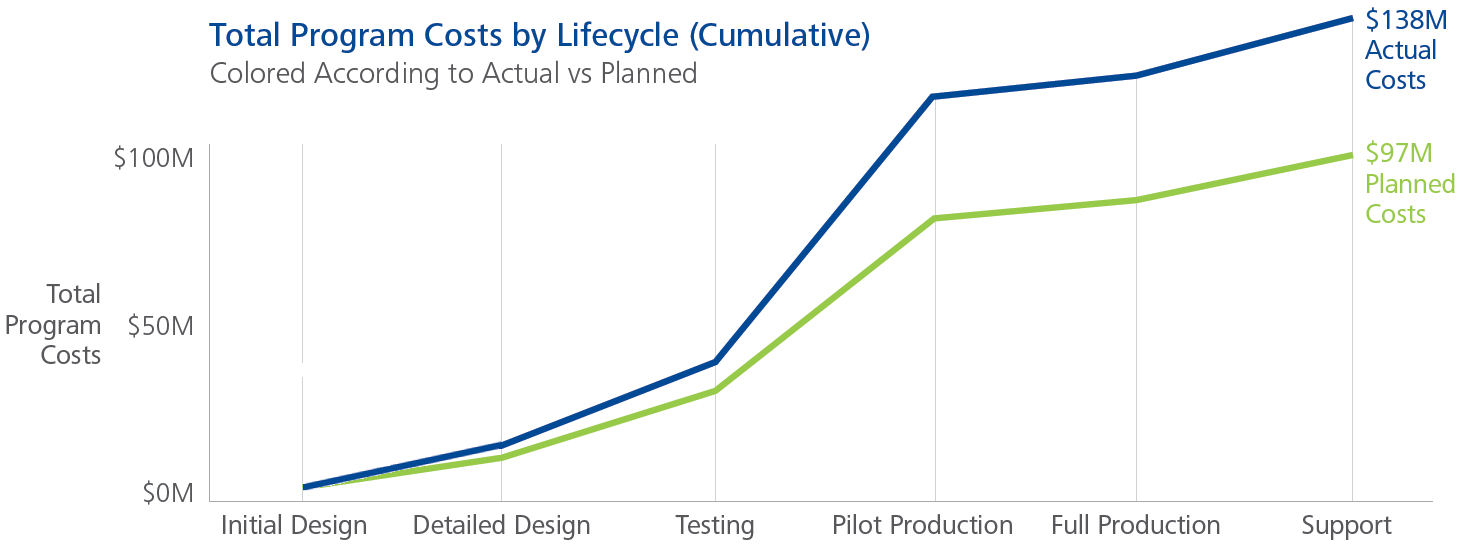 Total Program Costs by Lifecycle (Cumulative)
Colored According to Actual vs Planned
$138M
Actual
Costs
$97M
Planned
Costs
$100M
$50M
$0M
Total
Program
Costs
Initial Design
Detailed Design
Testing
Pilot Production
Full Production
Support